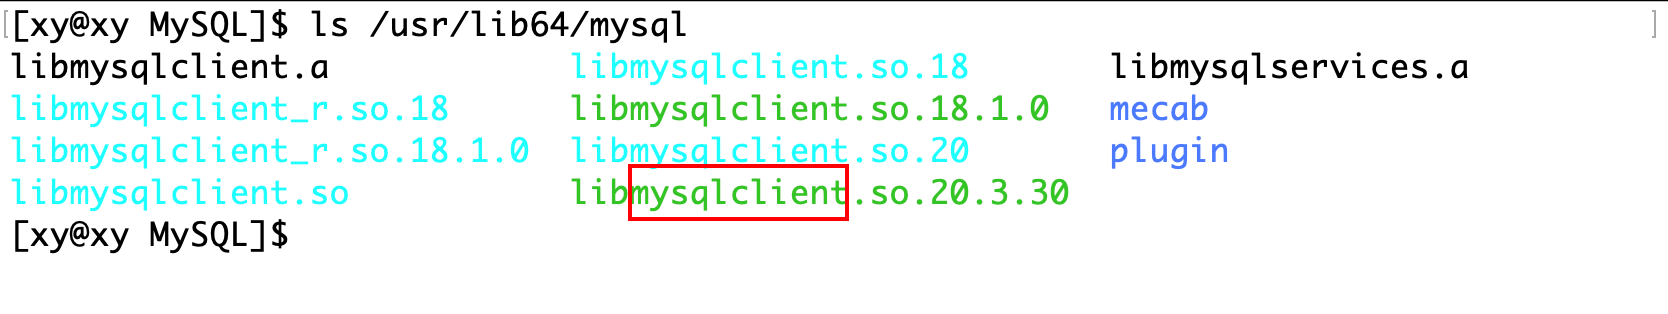 [xy@xy MySQL]$ ls /usr/lib64/mysql
libmysqlclient.a libmysqlclient.so.18 libmysqlservices.a
libmysqlclient_r.so.18 libmysqlclient.so.18.1.0 mecab
libmysqlclient_r.so.18.1.0 libmysqlclient.so.20 plugin
libmysqlclient.so libmysqlclient.so.20.3.30
[xy@xy MySQL]$